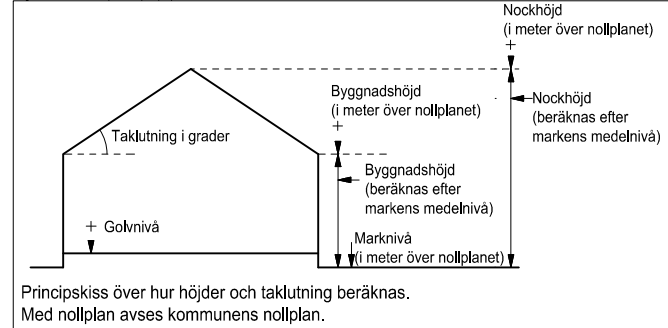 Nockhöjd
(i meter över nollplanet)
+
Byggnadshöjd
(i meter över nollplanet)
+
Nockhöjd
(beräknas efter
markens medelnivå)
Taklutning i grader
Byggnadshöjd
(beräknas efter
markens medelnivå)
+ Golvnivå
Marknivå
(i meter över nollplanet)
Principskiss över hur höjder och taklutning beräknas.
Med nollplan avses kommunens nollplan.